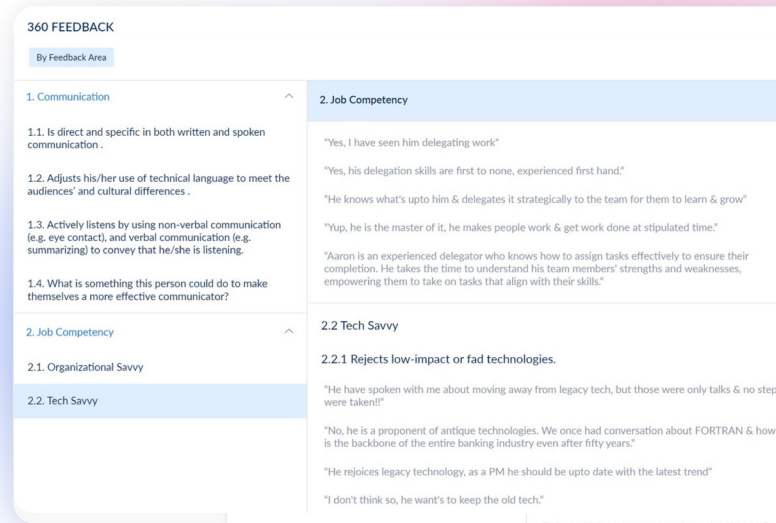 360 FEEDBACK
By Feedback Area
1. Communication
1.1. Is direct and specific in both written and spoken
communication .
1.2. Adjusts his/her use of technical language to meet the
audiences' and cultural differences .
1.3. Actively listens by using non-verbal communication
(e.g. eye contact), and verbal communication (e.g.
summarizing) to convey that he/she is listening.
1.4. What is something this person could do to make
themselves a more effective communicator?
2. Job Competency
2.1. Organizational Savvy
2.2. Tech Savvy
2. Job Competency
"Yes, I have seen him delegating work"
"Yes, his delegation skills are first to none, experienced first hand."
"He knows what's upto him & delegates it strategically to the team for them to learn & grow"
"Yup, he is the master of it, he makes people work & get work done at stipulated time."
"Aaron is an experienced delegator who knows how to assign tasks effectively to ensure their
completion. He takes the time to understand his team members' strengths and weaknesses,
empowering them to take on tasks that align with their skills."
2.2 Tech Savvy
2.2.1 Rejects low-impact or fad technologies.
"He have spoken with me about moving away from legacy tech, but those were only talks & no step
were taken!!"
"No, he is a proponent of antique technologies. We once had conversation about FORTRAN & how
is the backbone of the entire banking industry even after fifty years."
"He rejoices legacy technology, as a PM he should be upto date with the latest trend"
"I don't think so, he want's to keep the old tech."